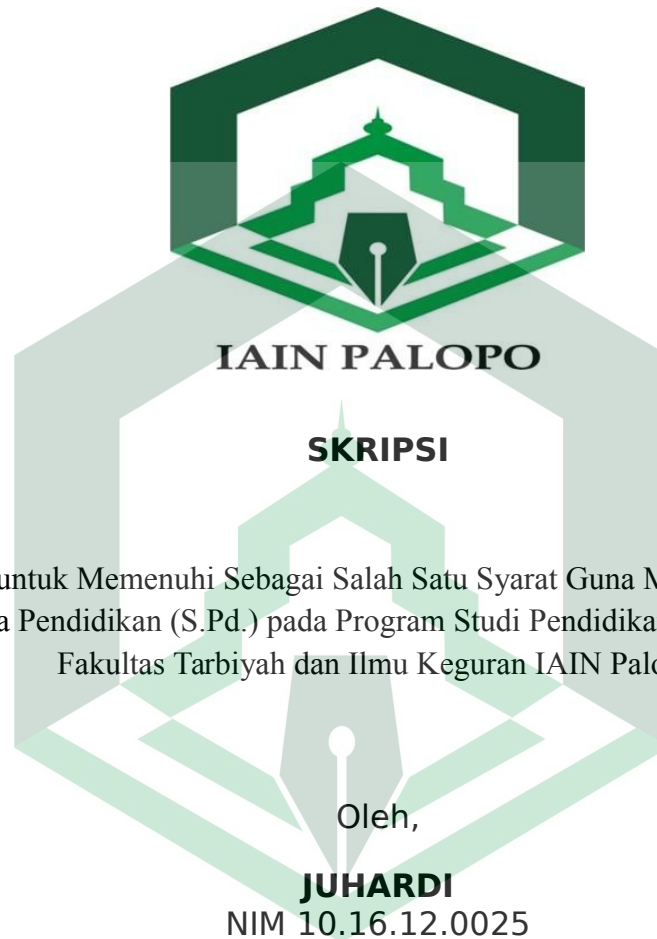 IAIN PALOPO
SKRIPSI
untuk Memenuhi Sebagai Salah Satu Syarat Guna M
a Pendidikan (S.Pd.) pada Program Studi Pendidika
Fakultas Tarbiyah dan Ilmu Keguran IAIN Palo
Oleh,
JUHARDI
NIM 10.16.12.0025